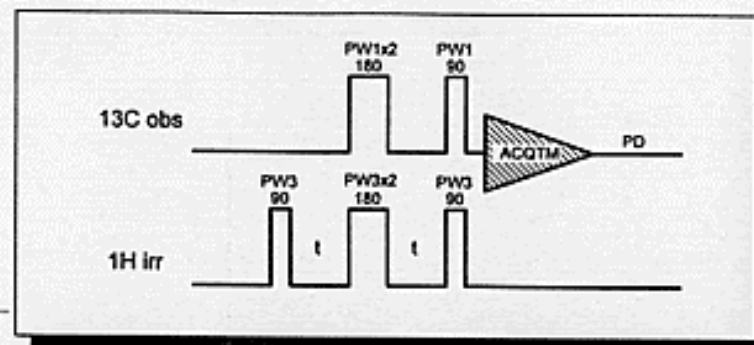 PW1x2 PW1
180 90
13C obs
ACQTM
PD
PW3 PW3x2 PW3
90 180 90
t t
1H irr